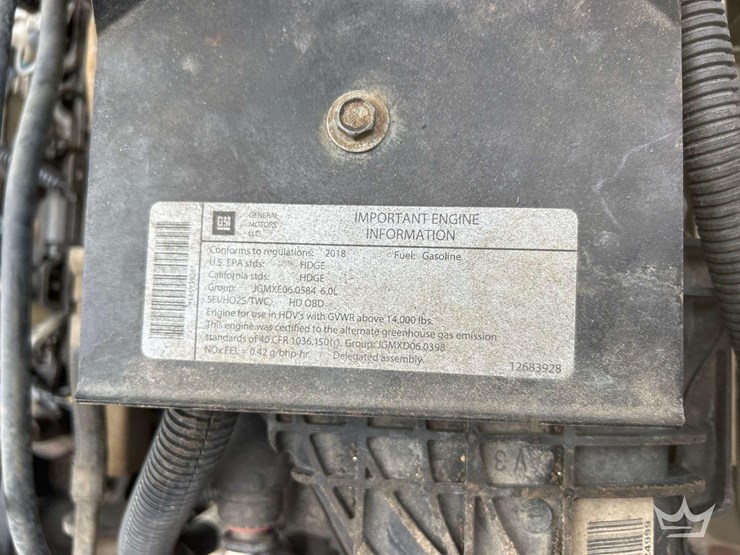 GM
GENERAL
MOTORS
LLC
IMPORTANT ENGINE
INFORMATION
Conforms to regulations: 2018 Fuel: Gasoline
U.S. EPA stds: HDGE
California stds: HDGE
Group: JGMXE06.0584 6.0L
SFI/HO2S/TWC, HD OBD
Engine for use in HDV's with GVWR above 14,000 lbs.
This engine was certified to the alternate greenhouse gas emission
standards of 40 CFR 1036.150(r). Group: JGMXD06.0398
NOx FEL = 0.42 g/bhp-hr. Delegated assembly.
12683928
A 3